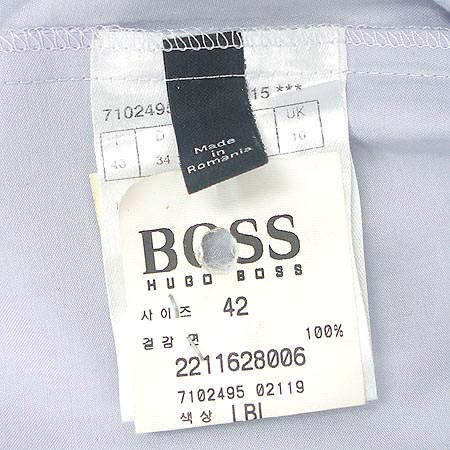 7102495 15 ***
D UK
40 34 10
Made
in
Romania
BOSS
HUGO BOSS
사이즈 42
겉감 면 100%
2211628006
7102495 02119
색상 LBL